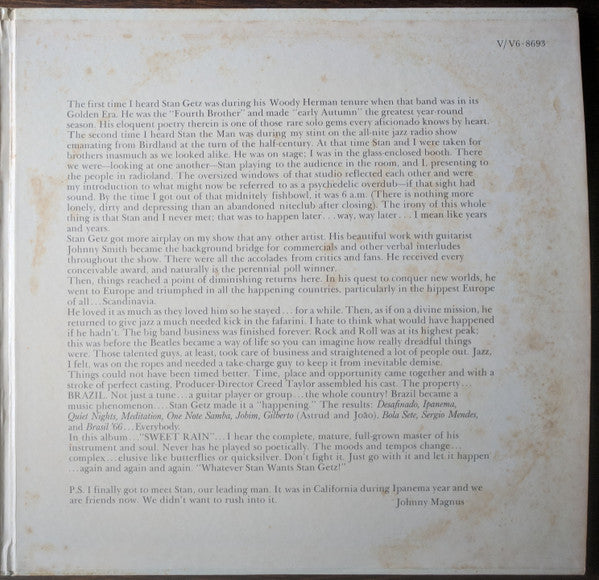 V/V6-8693
The first time I heard Stan Getz was during his Woody Herman tenure when that band was in its
Golden Era. He was the "Fourth Brother" and made "early Autumn" the greatest year-round
season. His eloquent poetry therein is one of those rare solo gems every aficionado knows by heart.
The second time I heard Stan the Man was during my stint on the all-nite jazz radio show
emanating from Birdland at the turn of the half-century. At that time Stan and I were taken for
brothers inasmuch as we looked alike. He was on stage; I was in the glass-enclosed booth. There
we were—looking at one another—Stan playing to the audience in the room, and I, presenting to
the people in radioland. The oversized windows of that studio reflected each other and were
my introduction to what might now be referred to as a psychedelic overdub—if that sight had
sound. By the time I got out of that midnitely fishbowl, it was 6 a.m. (There is nothing more
lonely, dirty and depressing than an abandoned niteclub after closing). The irony of this whole
thing is that Stan and I never met; that was to happen later . . . way, way later . . . I mean like years
and years.
Stan Getz got more airplay on my show that any other artist. His beautiful work with guitarist
Johnny Smith became the background bridge for commercials and other verbal interludes
throughout the show. There were all the accolades from critics and fans. He received every
conceivable award, and naturally is the perennial poll winner.
Then, things reached a point of diminishing returns here. In his quest to conquer new worlds, he
went to Europe and triumphed in all the happening countries, particularly in the hippest Europe
of all . . . Scandinavia.
He loved it as much as they loved him so he stayed . . . for a while. Then, as if on a divine mission, he
returned to give jazz a much needed kick in the fafarini. I hate to think what would have happened
if he hadn't. The big band business was finished forever. Rock and Roll was at its highest peak;
this was before the Beatles became a way of life so you can imagine how really dreadful things
were. Those talented guys, at least, took care of business and straightened a lot of people out. Jazz,
I felt, was on the ropes and needed a take-charge guy to keep it from inevitable demise.
Things could not have been timed better. Time, place and opportunity came together and with a
stroke of perfect casting, Producer-Director Creed Taylor assembled his cast. The property . . .
BRAZIL. Not just a tune . . . a guitar player or group . . . the whole country! Brazil became a
music phenomenon . . . Stan Getz made it a "happening." The results: Desafinado, Ipanema,
Quiet Nights, Meditation, One Note Samba, Jobim, Gilberto (Astrud and João), Bola Sete, Sergio Mendes,
and Brasil '66 . . . Everybody.
In this album . . . "SWEET RAIN" . . . I hear the complete, mature, full-grown master of his
instrument and soul. Never has he played so poetically. The moods and tempos change . . .
complex . . . elusive like butterflies or quicksilver. Don't fight it. Just go with it and let it happen
. . . again and again and again. "Whatever Stan Wants Stan Getz!"
P.S. I finally got to meet Stan, our leading man. It was in California during Ipanema year and we
are friends now. We didn't want to rush into it.
Johnny Magnus